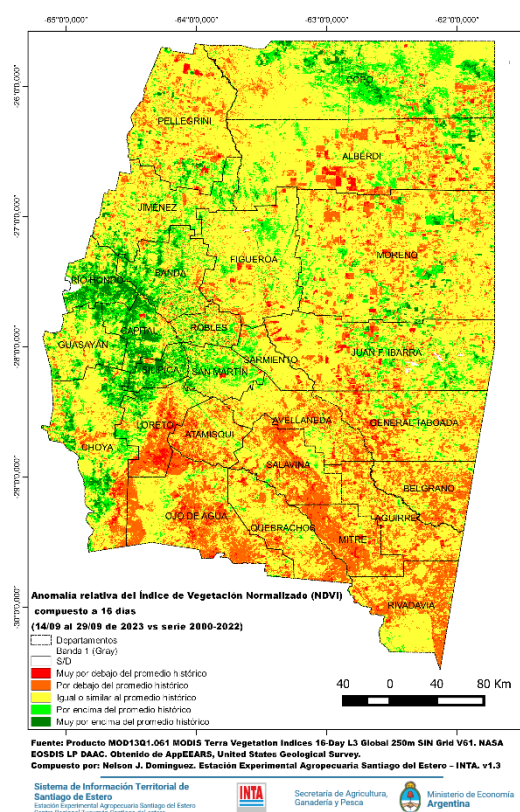 -65°0'0,000"
-64°0'0,000"
-63°0'0,000"
-62°0'0,000"
-26°0'0,000"
-27°0'0,000"
-28°0'0,000"
-29°0'0,000"
-30°0'0,000"
COPO
PELLEGRINI
ALBERDI
JIMENEZ
FIGUEROA
MORENO
BANDA
RIO HONDO
CAPITAL
ROBLES
GUASAYAN
SARMIENTO
JUAN F. IBARRA
SILIPICA
SAN MARTIN
LORETO
AVELLANEDA
GENERAL TABOADA
ATAMISQUI
CHOYA
SALAVINA
BELGRANO
OJO DE AGUA
QUEBRACHOS
AGUIRRE
MITRE
RIVADAVIA
Anomalía relativa del Índice de Vegetación Normalizado (NDVI)
compuesto a 16 días
(14/09 al 29/09 de 2023 vs serie 2000-2022)
Departamentos
Banda 1 (Gray)
S/D
Muy por debajo del promedio histórico
Por debajo del promedio histórico
Igual o similar al promedio histórico
Por encima del promedio histórico
Muy por encima del promedio histórico
40 0 40 80 Km
Fuente: Producto MOD13Q1.061 MODIS Terra Vegetation Indices 16-Day L3 Global 250m SIN Grid V61. NASA
EOSDIS LP DAAC. Obtenido de AppEEARS, United States Geological Survey.
Compuesto por: Nelson J. Domínguez. Estación Experimental Agropecuaria Santiago del Estero – INTA. v1.3
Sistema de Información Territorial de
Santiago de Estero
Estación Experimental Agropecuaria Santiago del Estero
INTA
Secretaría de Agricultura,
Ganadería y Pesca
Ministerio de Economía
Argentina